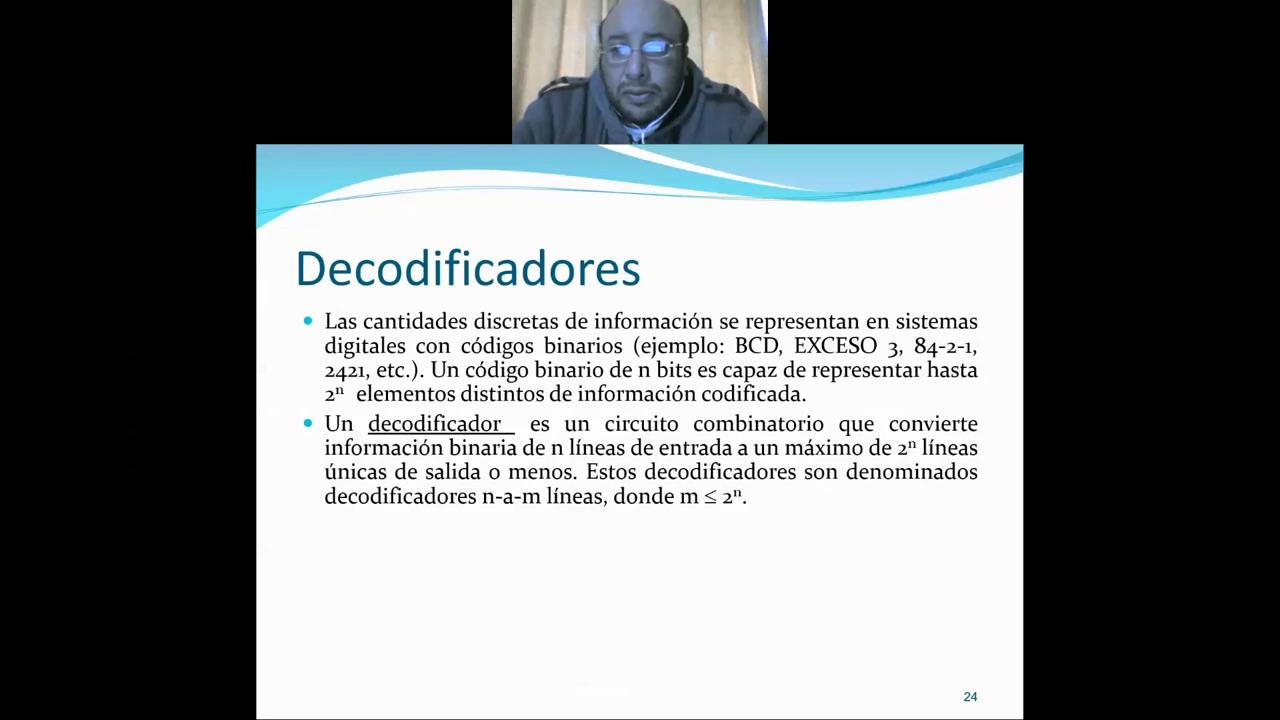 Decodificadores
Las cantidades discretas de información se representan en sistemas
digitales con códigos binarios (ejemplo: BCD, EXCESO 3, 84-2-1,
2421, etc.). Un código binario de n bits es capaz de representar hasta
2ⁿ elementos distintos de información codificada.
Un decodificador es un circuito combinatorio que convierte
información binaria de n líneas de entrada a un máximo de 2ⁿ líneas
únicas de salida o menos. Estos decodificadores son denominados
decodificadores n-a-m líneas, donde m ≤ 2ⁿ.
24